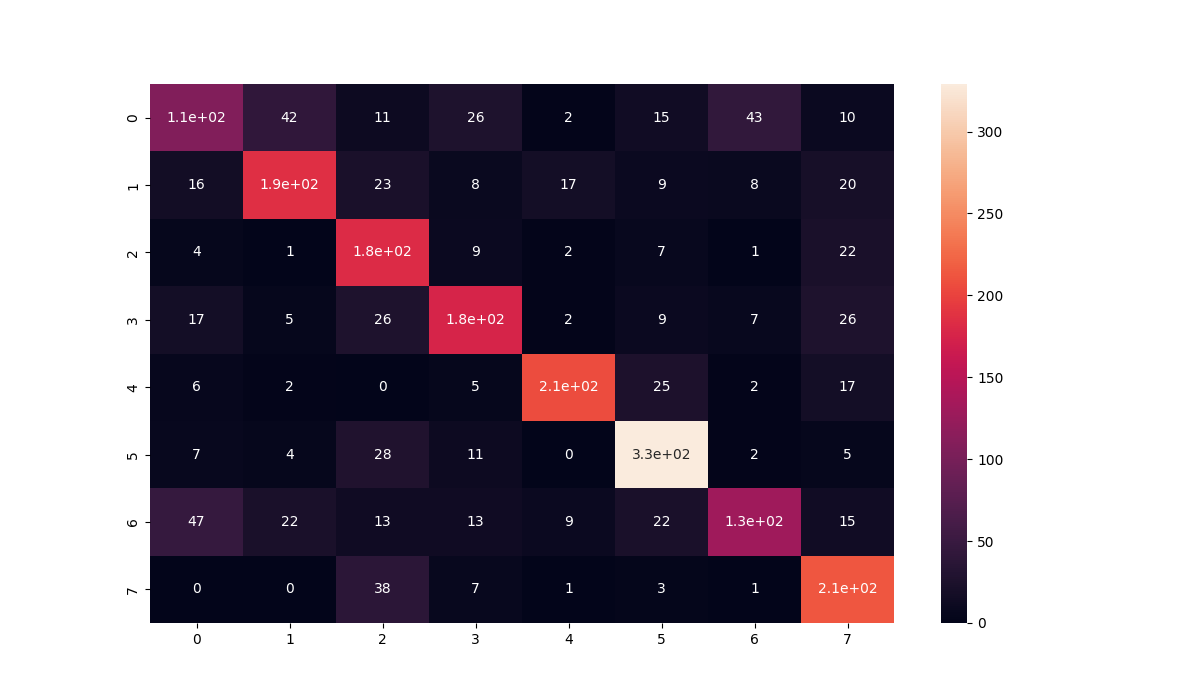 0 1.1e+02 42 11 26 2 15 43 10
1 16 1.9e+02 23 8 17 9 8 20
2 4 1 1.8e+02 9 2 7 1 22
3 17 5 26 1.8e+02 2 9 7 26
4 6 2 0 5 2.1e+02 25 2 17
5 7 4 28 11 0 3.3e+02 2 5
6 47 22 13 13 9 22 1.3e+02 15
7 0 0 38 7 1 3 1 2.1e+02
0 1 2 3 4 5 6 7
300
250
200
150
100
50
0